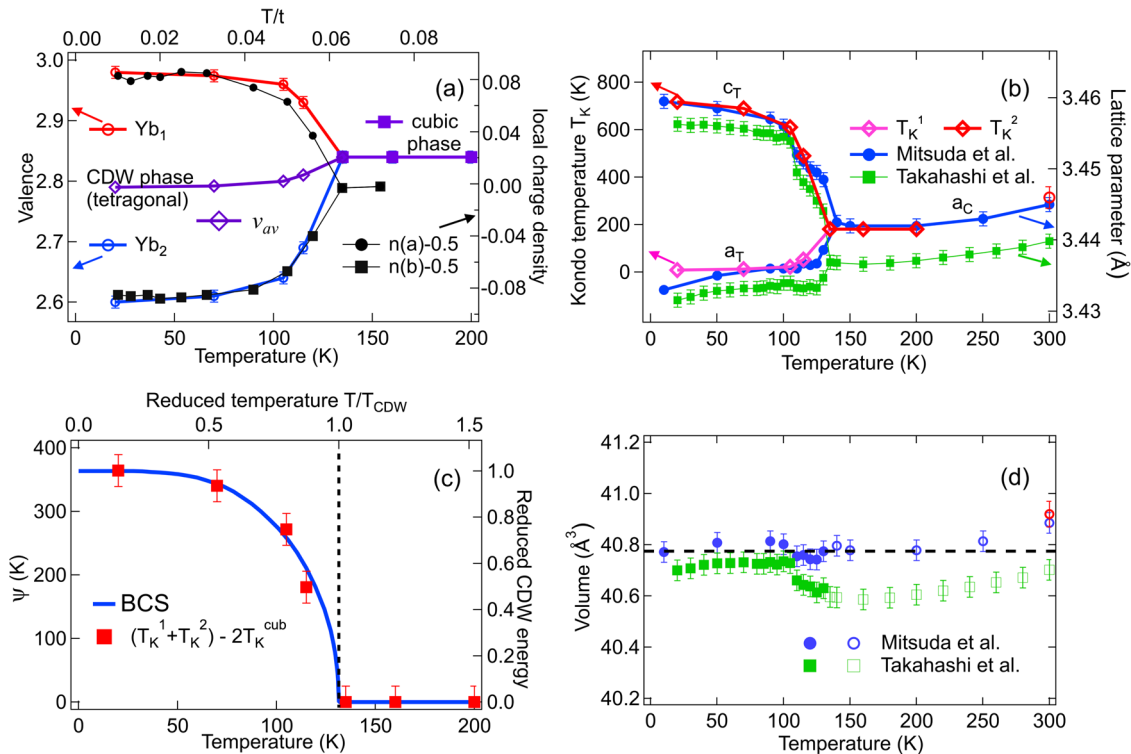 T/t
0.00 0.02 0.04 0.06 0.08
3.0
2.9
2.8
2.7
2.6
Valence
(a)
Yb1
cubic
phase
CDW phase
(tetragonal)
νav
Yb2
n(a)-0.5
n(b)-0.5
0.08
0.04
0.00
-0.04
-0.08
local charge density
0 50 100 150 200
Temperature (K)
800
600
400
200
0
Kondo temperature TK (K)
(b)
cT
TK1 TK2
Mitsuda et al.
Takahashi et al.
aC
aT
3.46
3.45
3.44
3.43
Lattice parameter (Å)
0 50 100 150 200 250 300
Temperature (K)
Reduced temperature T/TCDW
0.0 0.5 1.0 1.5
400
300
200
100
0
Ψ (K)
(c)
BCS
(TK1+TK2) - 2TKcub
1.0
0.8
0.6
0.4
0.2
0.0
Reduced CDW energy
0 50 100 150 200
Temperature (K)
41.2
41.0
40.8
40.6
40.4
40.2
Volume (Å3)
(d)
Mitsuda et al.
Takahashi et al.
0 50 100 150 200 250 300
Temperature (K)